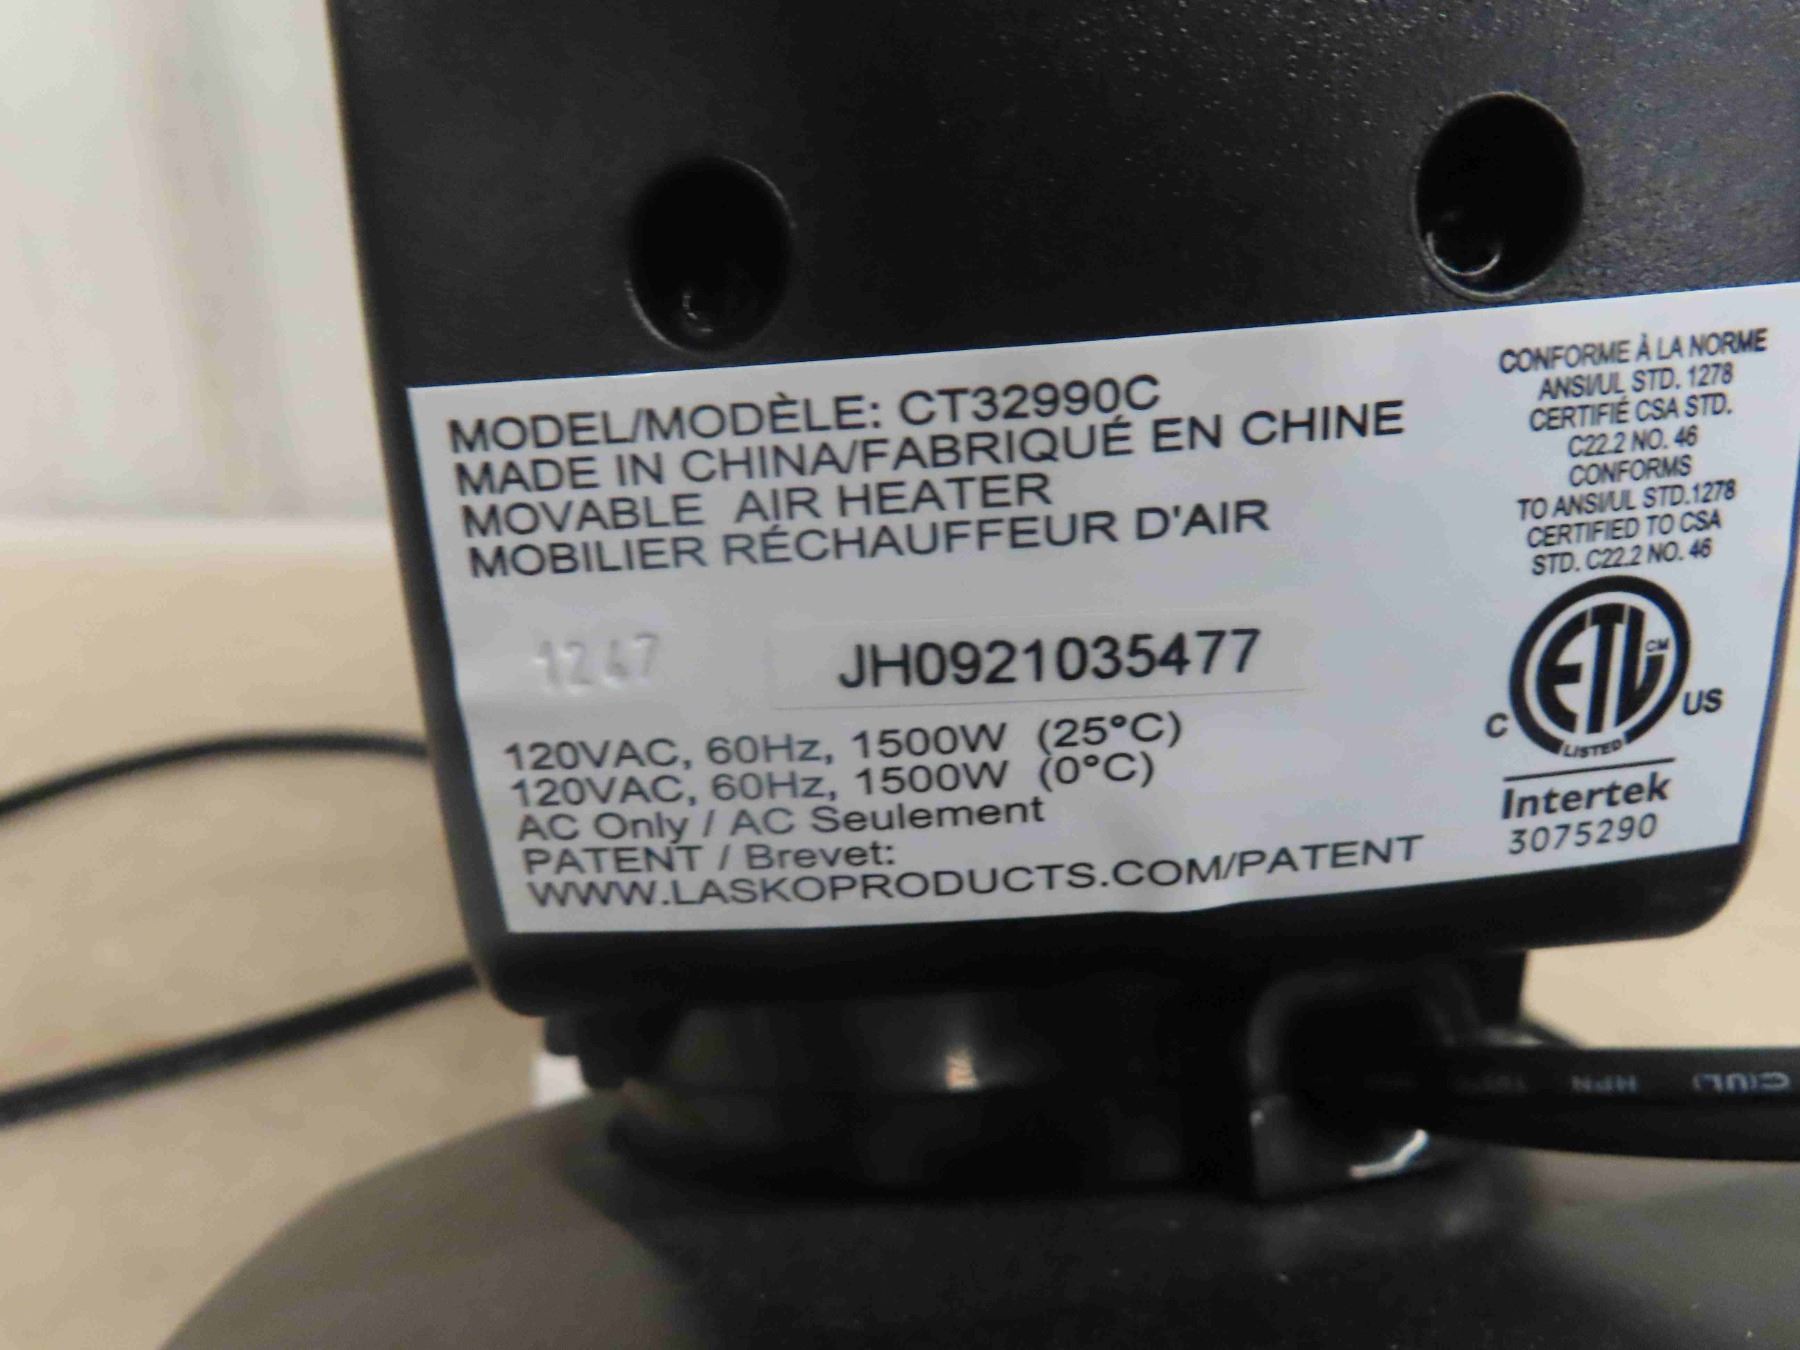 MODEL/MODÈLE: CT32990C
MADE IN CHINA/FABRIQUÉ EN CHINE
MOVABLE AIR HEATER
MOBILIER RÉCHAUFFEUR D'AIR
1247
JH0921035477
120VAC, 60Hz, 1500W (25°C)
120VAC, 60Hz, 1500W (0°C)
AC Only / AC Seulement
PATENT / Brevet:
WWW.LASKOPRODUCTS.COM/PATENT
CONFORME À LA NORME
ANSI/UL STD. 1278
CERTIFIÉ CSA STD.
C22.2 NO. 46
CONFORMS
TO ANSI/UL STD.1278
CERTIFIED TO CSA
STD. C22.2 NO. 46
ETL CM
C US
LISTED
Intertek
3075290
HPN